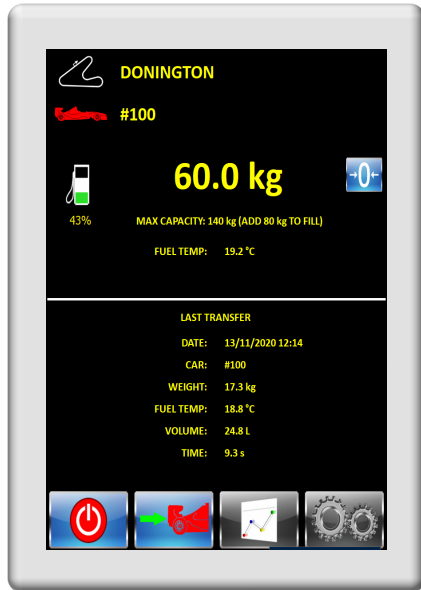 DONINGTON
#100
60.0 kg
→0←
43%
MAX CAPACITY: 140 kg (ADD 80 kg TO FILL)
FUEL TEMP: 19.2 °C
LAST TRANSFER
DATE: 13/11/2020 12:14
CAR: #100
WEIGHT: 17.3 kg
FUEL TEMP: 18.8 °C
VOLUME: 24.8 L
TIME: 9.3 s